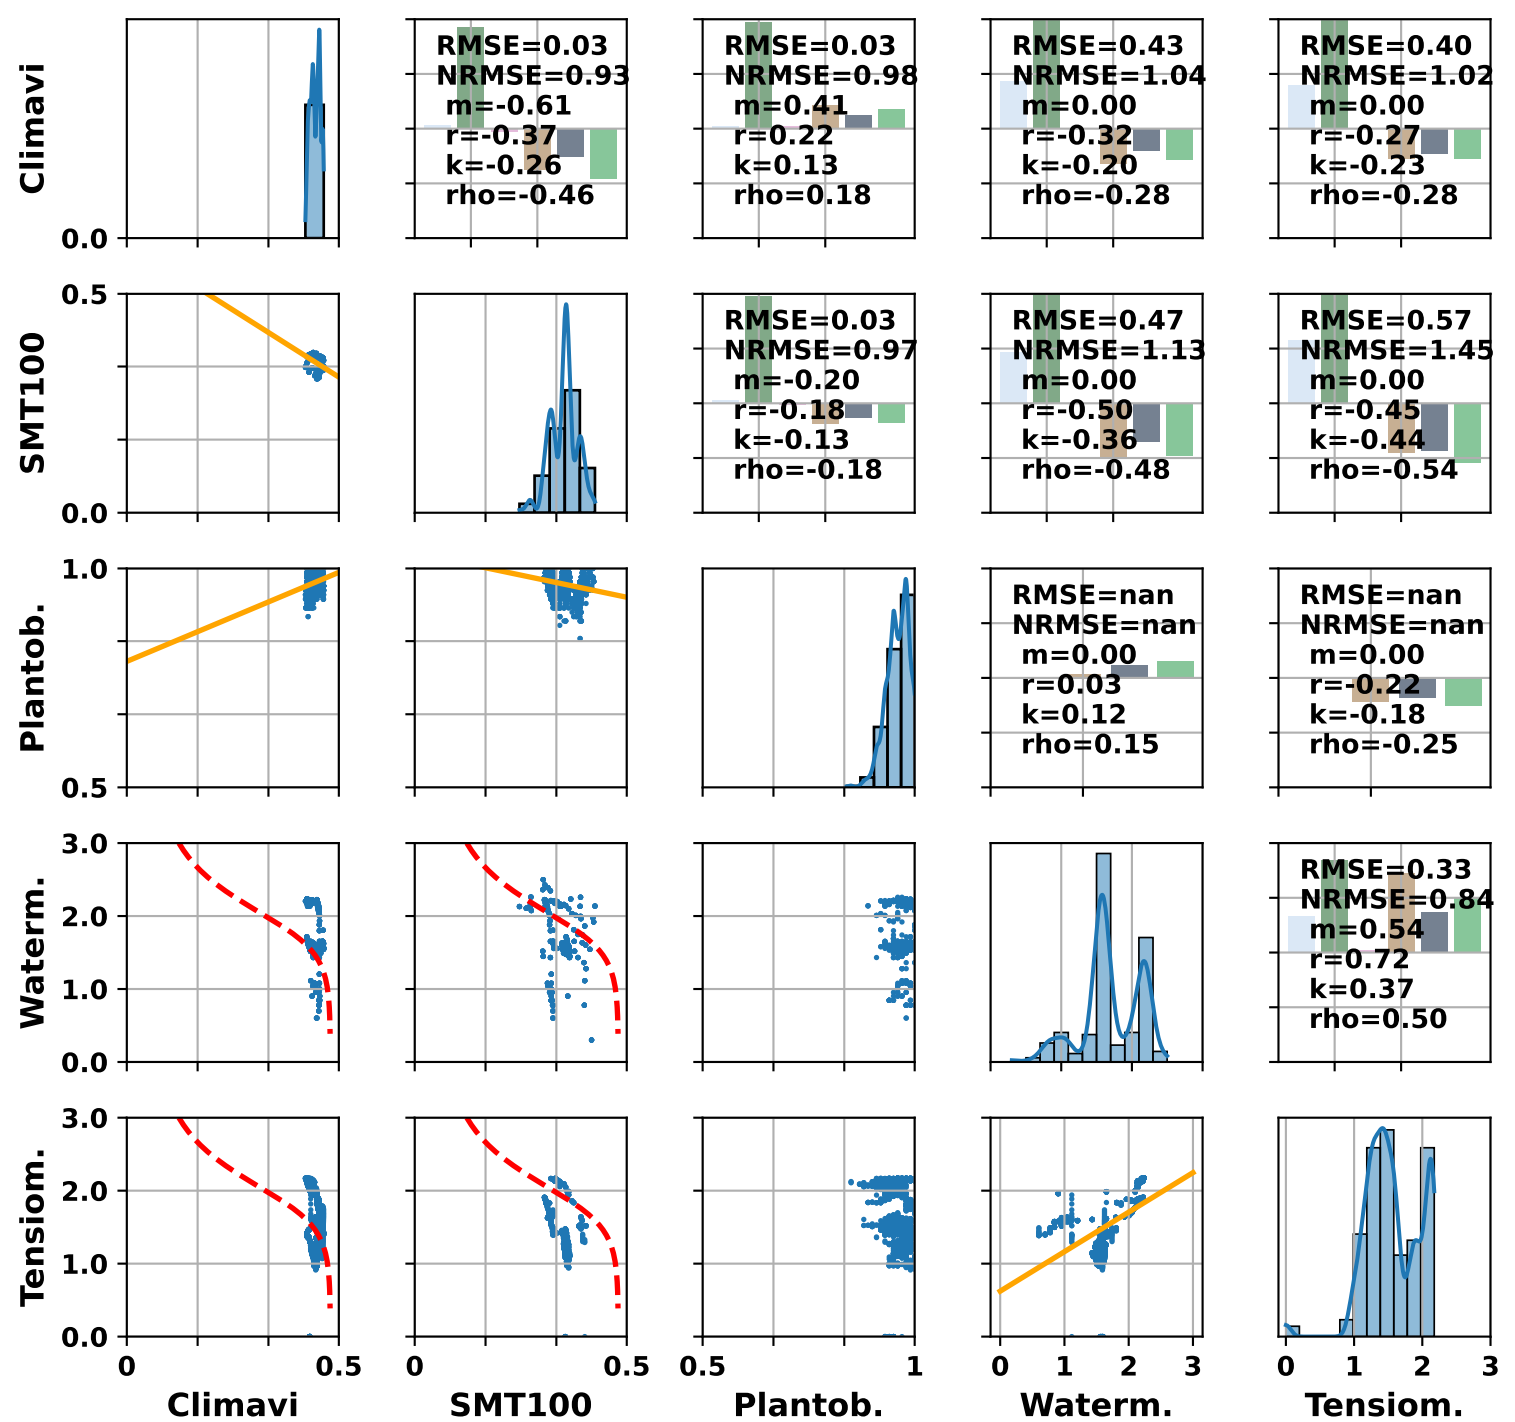 Climavi
0.0
RMSE=0.03
NRMSE=0.93
m=-0.61
r=-0.37
k=-0.26
rho=-0.46
RMSE=0.03
NRMSE=0.98
m=0.41
r=0.22
k=0.13
rho=0.18
RMSE=0.43
NRMSE=1.04
m=0.00
r=-0.32
k=-0.20
rho=-0.28
RMSE=0.40
NRMSE=1.02
m=0.00
r=-0.27
k=-0.23
rho=-0.28
SMT100
0.5
0.0
RMSE=0.03
NRMSE=0.97
m=-0.20
r=-0.18
k=-0.13
rho=-0.18
RMSE=0.47
NRMSE=1.13
m=0.00
r=-0.50
k=-0.36
rho=-0.48
RMSE=0.57
NRMSE=1.45
m=0.00
r=-0.45
k=-0.44
rho=-0.54
Plantob.
1.0
0.5
RMSE=nan
NRMSE=nan
m=0.00
r=0.03
k=0.12
rho=0.15
RMSE=nan
NRMSE=nan
m=0.00
r=-0.22
k=-0.18
rho=-0.25
Waterm.
3.0
2.0
1.0
0.0
RMSE=0.33
NRMSE=0.84
m=0.54
r=0.72
k=0.37
rho=0.50
Tensiom.
3.0
2.0
1.0
0.0
0 0.5
0 0.5
0.5 1
0 1 2 3
0 1 2 3
Climavi
SMT100
Plantob.
Waterm.
Tensiom.